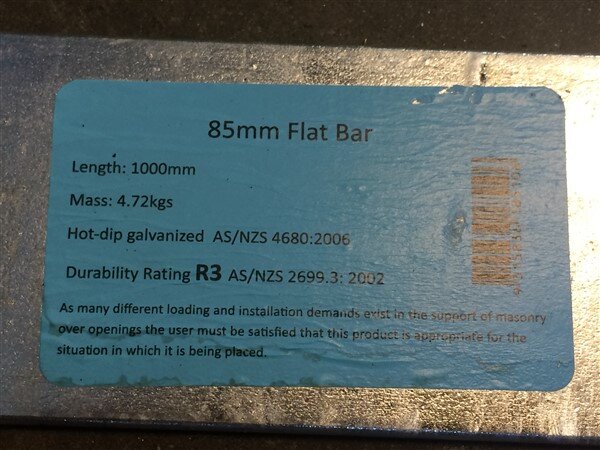 85mm Flat Bar
Length: 1000mm
Mass: 4.72kgs
Hot-dip galvanized AS/NZS 4680:2006
Durability Rating R3 AS/NZS 2699.3: 2002
As many different loading and installation demands exist in the support of masonry
over openings the user must be satisfied that this product is appropriate for the
situation in which it is being placed.